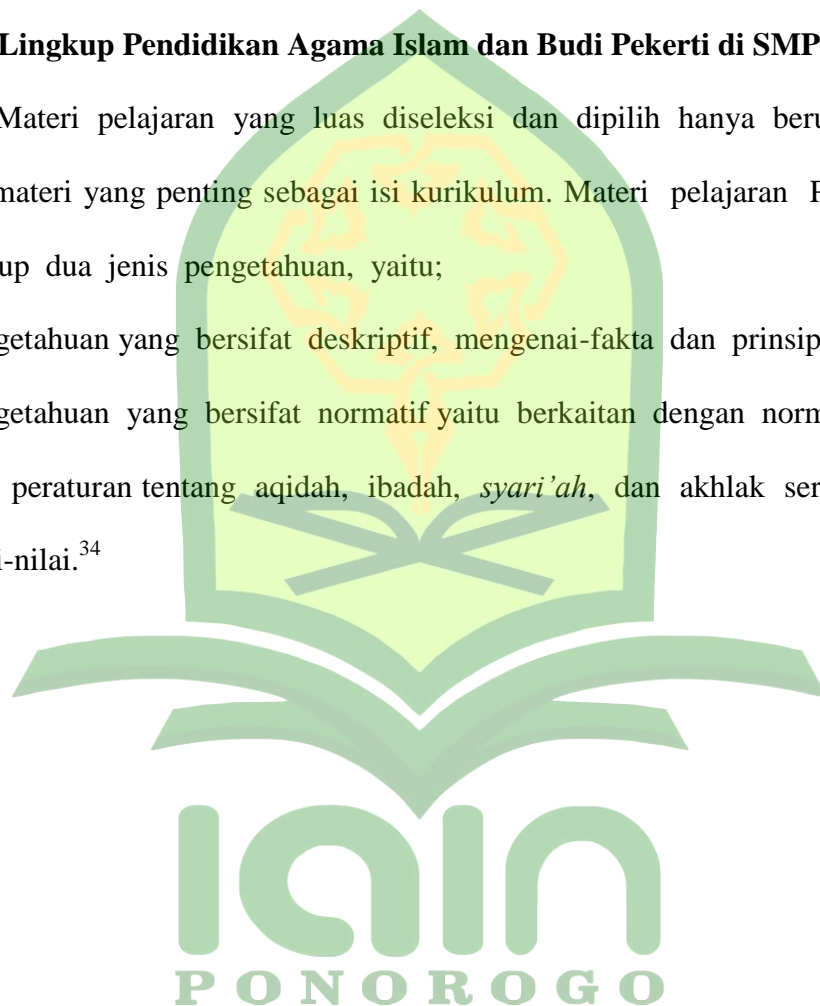 Lingkup Pendidikan Agama Islam dan Budi Pekerti di SMP
Materi pelajaran yang luas diseleksi dan dipilih hanya beru
materi yang penting sebagai isi kurikulum. Materi pelajaran P
up dua jenis pengetahuan, yaitu;
getahuan yang bersifat deskriptif, mengenai-fakta dan prinsip
getahuan yang bersifat normatif yaitu berkaitan dengan norm
peraturan tentang aqidah, ibadah, syari’ah, dan akhlak ser
i-nilai.34
IAIN
PONOROGO